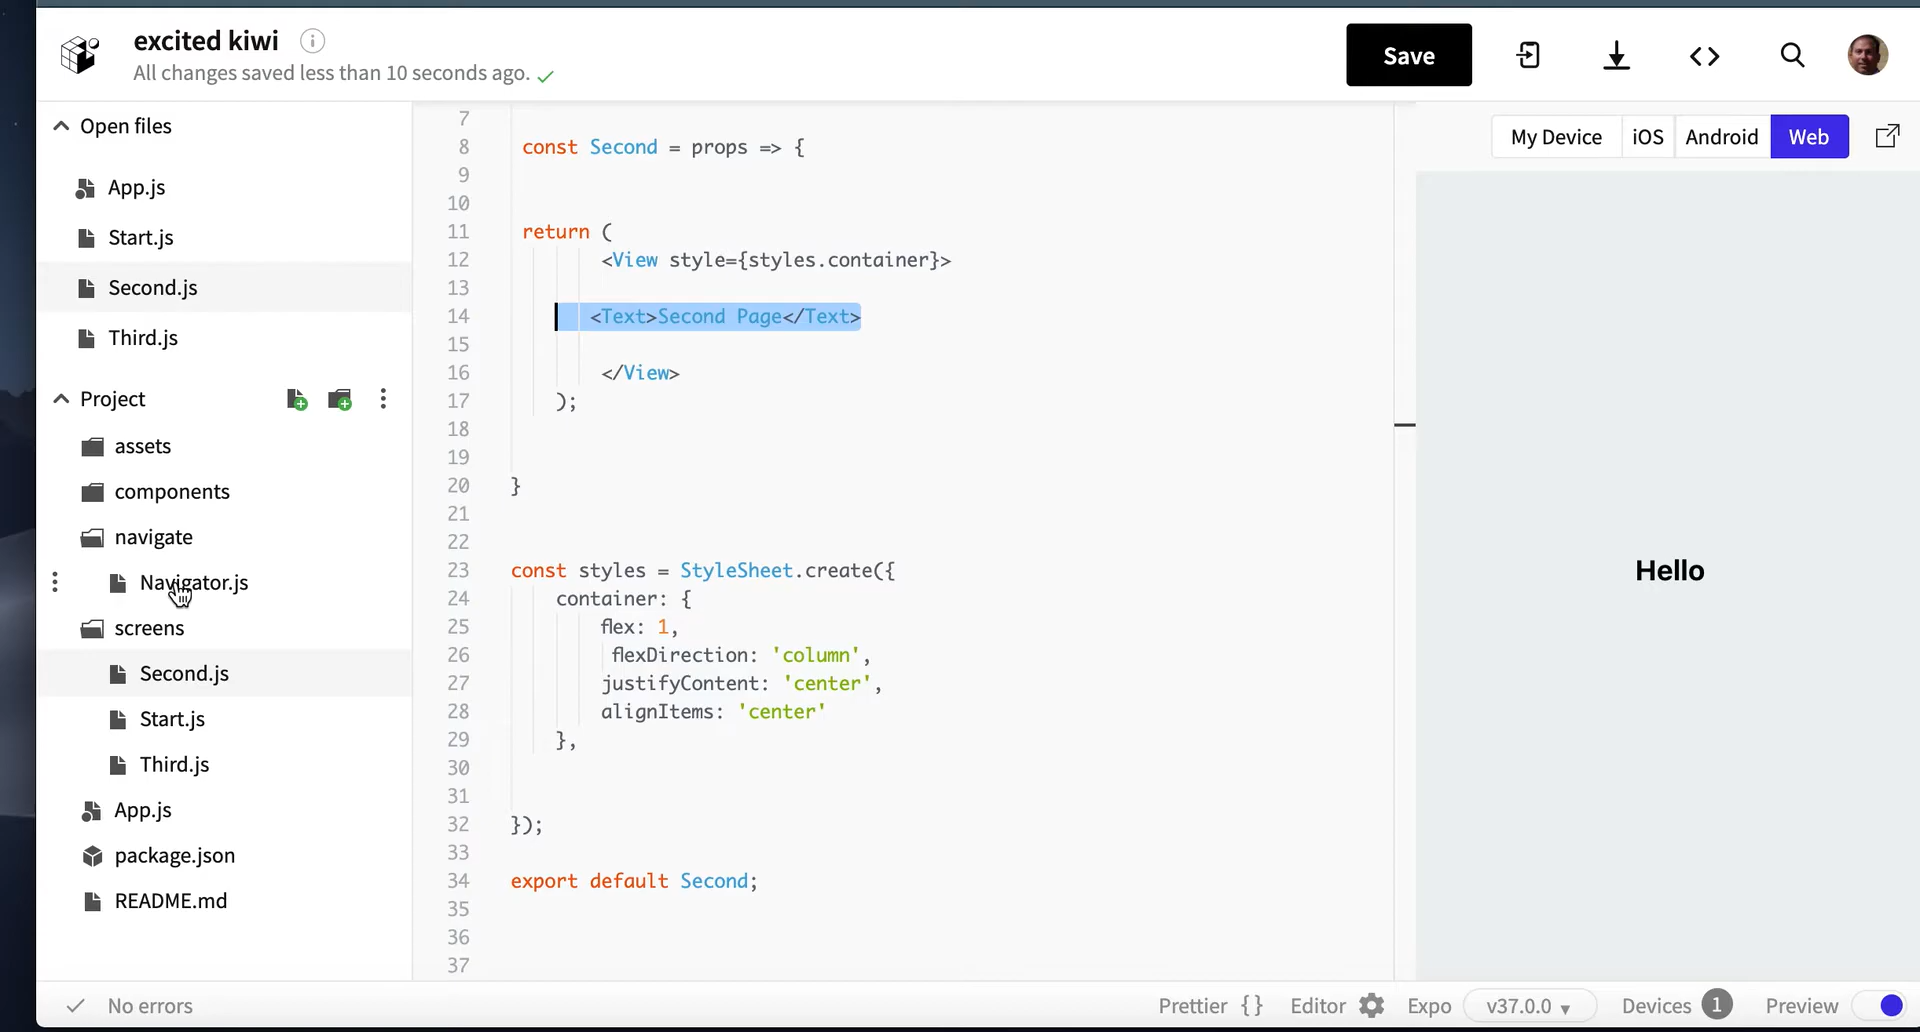 excited kiwi
All changes saved less than 10 seconds ago.
Save
Open files
App.js
Start.js
Second.js
Third.js
Project
assets
components
navigate
Navigator.js
screens
Second.js
Start.js
Third.js
App.js
package.json
README.md
7
8 const Second = props => {
9
10
11 return (
12 <View style={styles.container}>
13
14 <Text>Second Page</Text>
15
16 </View>
17 );
18
19
20 }
21
22
23 const styles = StyleSheet.create({
24 container: {
25 flex: 1,
26 flexDirection: 'column',
27 justifyContent: 'center',
28 alignItems: 'center'
29 },
30
31
32 });
33
34 export default Second;
35
36
37
My Device iOS Android Web
Hello
No errors
Prettier {} Editor Expo v37.0.0 Devices 1 Preview